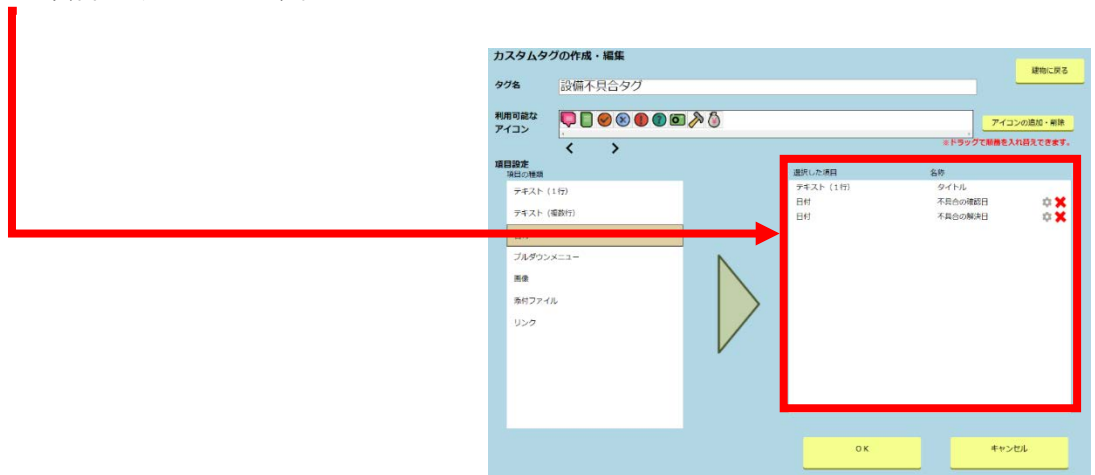 カスタムタグの作成・編集
建物に戻る
タグ名
設備不具合タグ
利用可能な
アイコン
アイコンの追加・削除
※ドラッグで順番を入れ替えできます。
項目設定
項目の種類
テキスト(1行)
テキスト(複数行)
プルダウンメニュー
画像
添付ファイル
リンク
選択した項目 名称
テキスト(1行) タイトル
日付 不具合の確認日
日付 不具合の解決日
OK
キャンセル